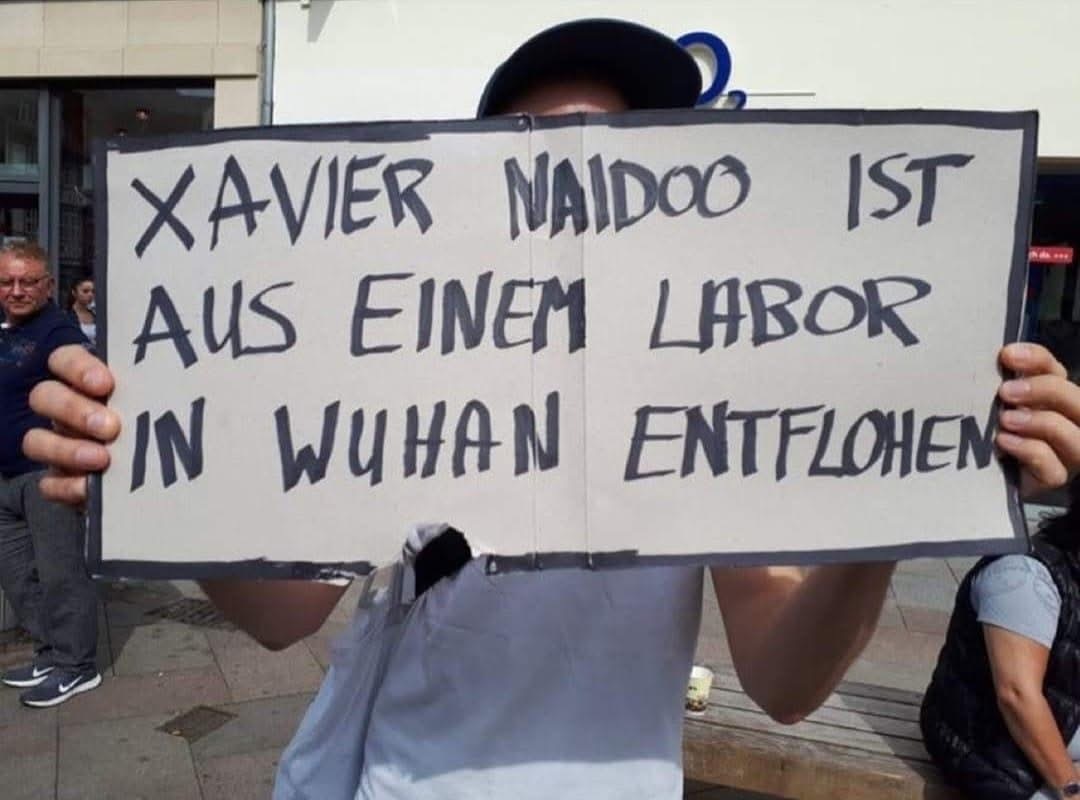 XAVIER NAIDOO IST
AUS EINEM LABOR
IN WUHAN ENTFLOHEN